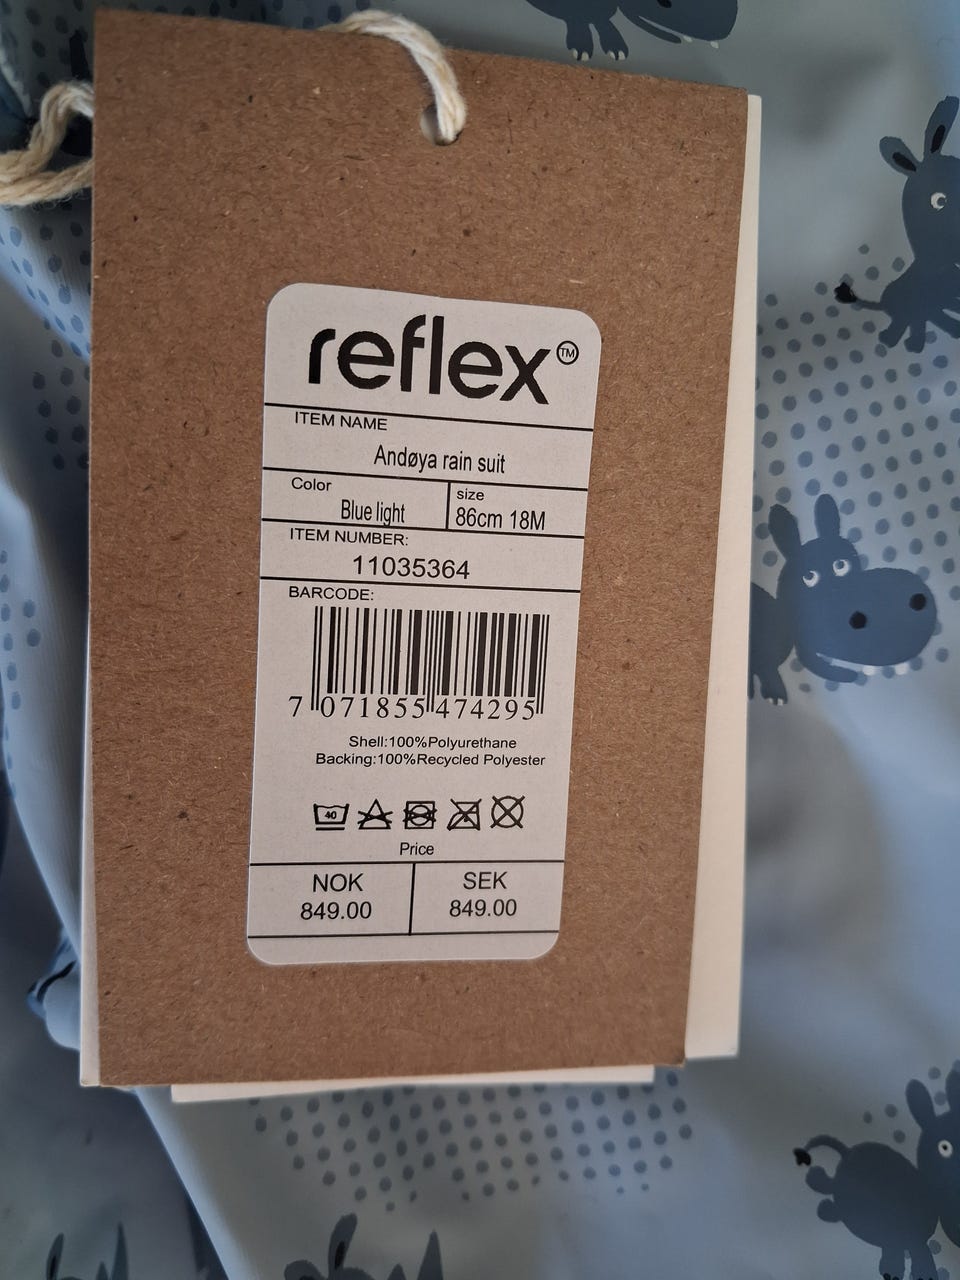 reflex™
ITEM NAME
Andøya rain suit
Color
Blue light
size
86cm 18M
ITEM NUMBER:
11035364
BARCODE:
7 071855 474295
Shell:100%Polyurethane
Backing:100%Recycled Polyester
40
Price
NOK
849.00
SEK
849.00